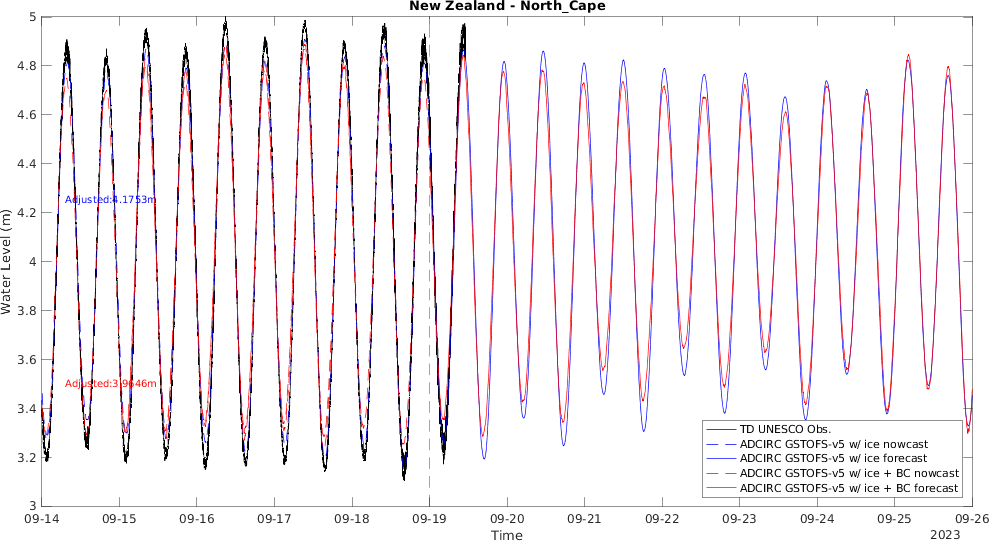 New Zealand - North_Cape
5
4.8
4.6
4.4
4.2
4
3.8
3.6
3.4
3.2
3
Water Level (m)
Adjusted:4.1753m
Adjusted:3.9646m
TD UNESCO Obs.
ADCIRC GSTOFS-v5 w/ ice nowcast
ADCIRC GSTOFS-v5 w/ ice forecast
ADCIRC GSTOFS-v5 w/ ice + BC nowcast
ADCIRC GSTOFS-v5 w/ ice + BC forecast
09-14 09-15 09-16 09-17 09-18 09-19 09-20 09-21 09-22 09-23 09-24 09-25 09-26
Time
2023